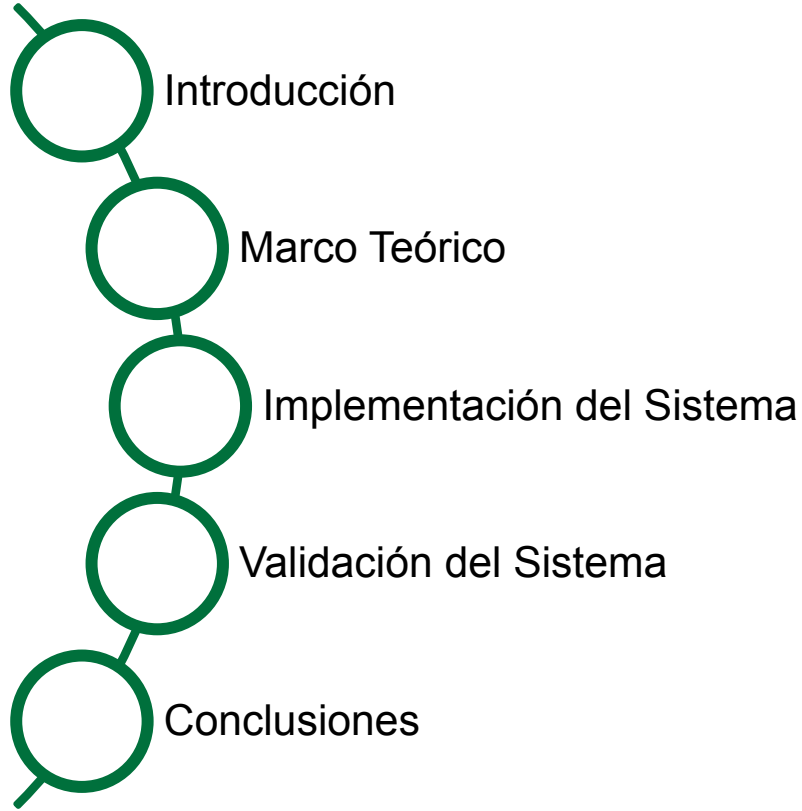 Introducción
Marco Teórico
Implementación del Sistema
Validación del Sistema
Conclusiones